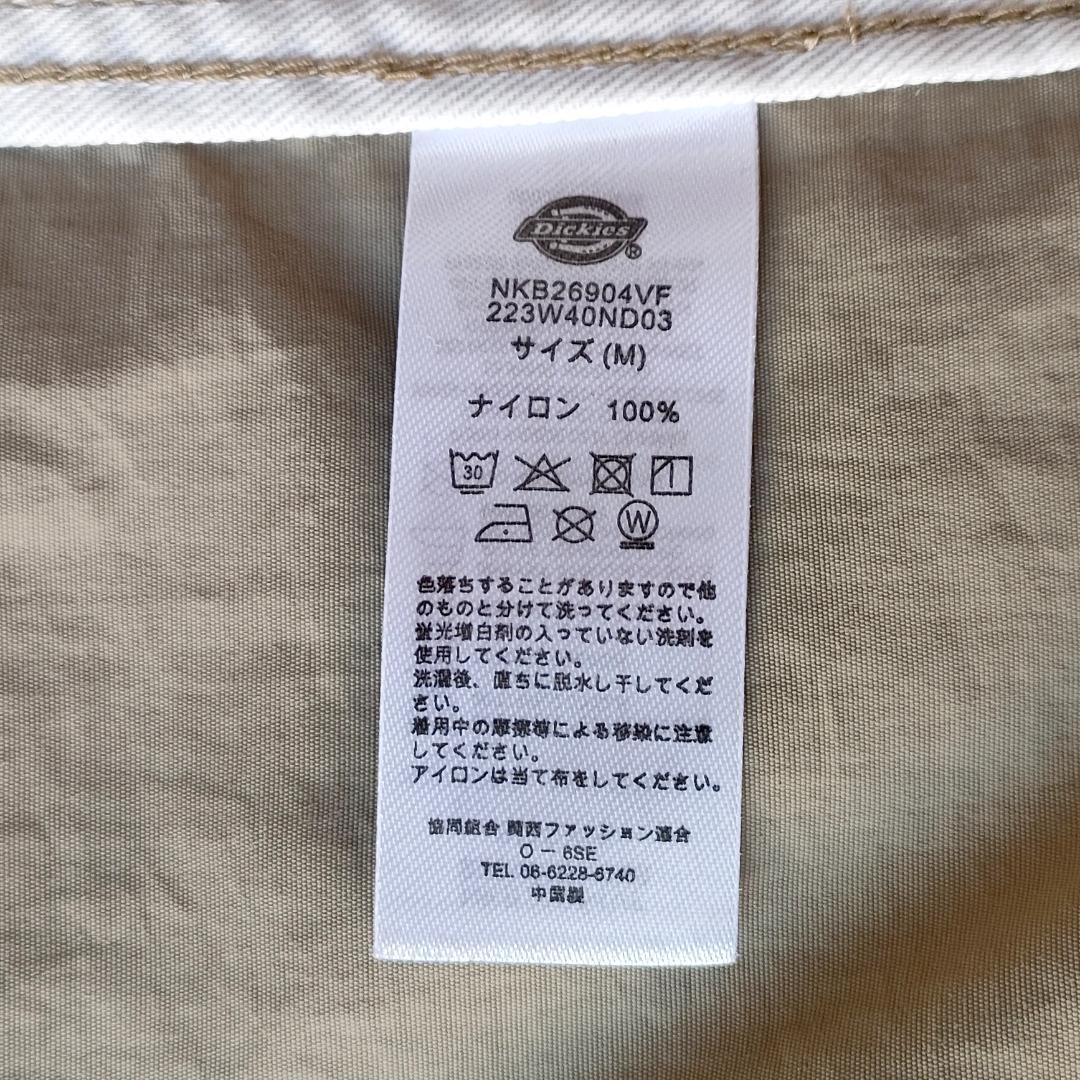 Dickies®
NKB26904VF
223W40ND03
サイズ(M)
ナイロン 100%
30
W
色落ちすることがありますので他
のものと分けて洗ってください。
蛍光増白剤の入っていない洗剤を
使用してください。
洗濯後、直ちに脱水し干してくだ
さい。
着用中の摩擦等による移染に注意
してください。
アイロンは当て布をしてください。
協同組合 関西ファッション連合
O－6SE
TEL 06-6228-6740
中国製